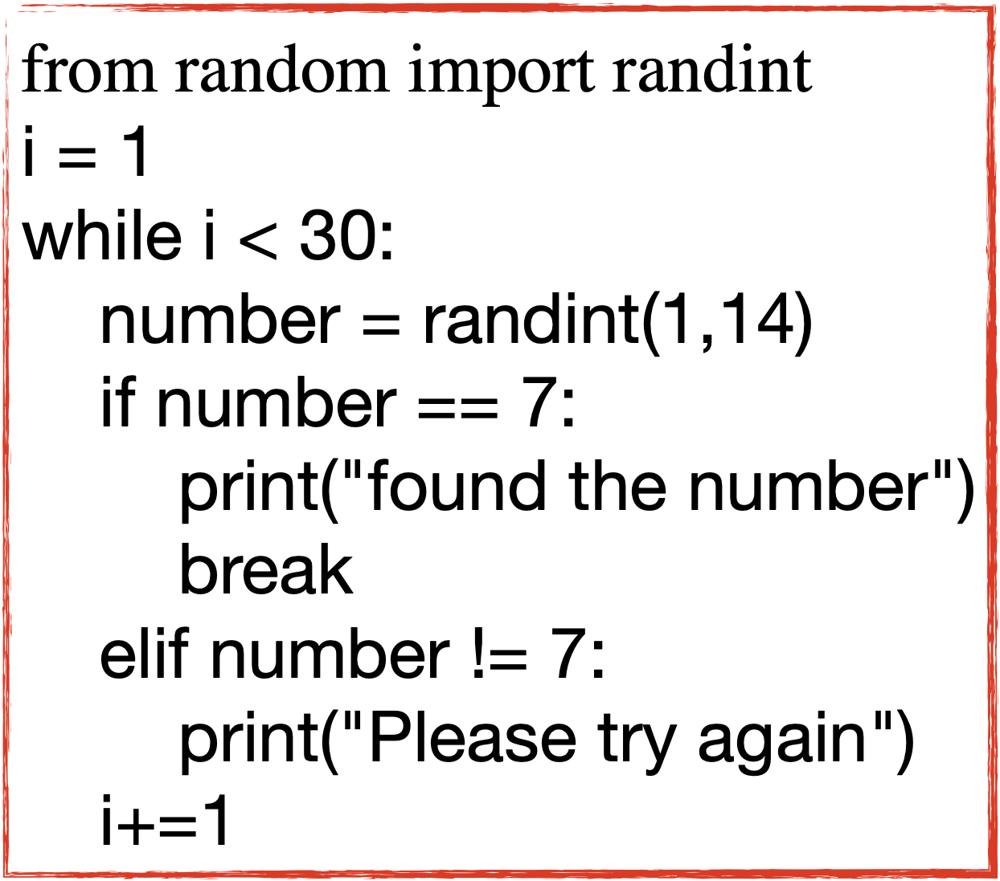 from random import randint
i = 1
while i < 30:
    number = randint(1,14)
    if number == 7:
        print("found the number")
        break
    elif number != 7:
        print("Please try again")
    i+=1